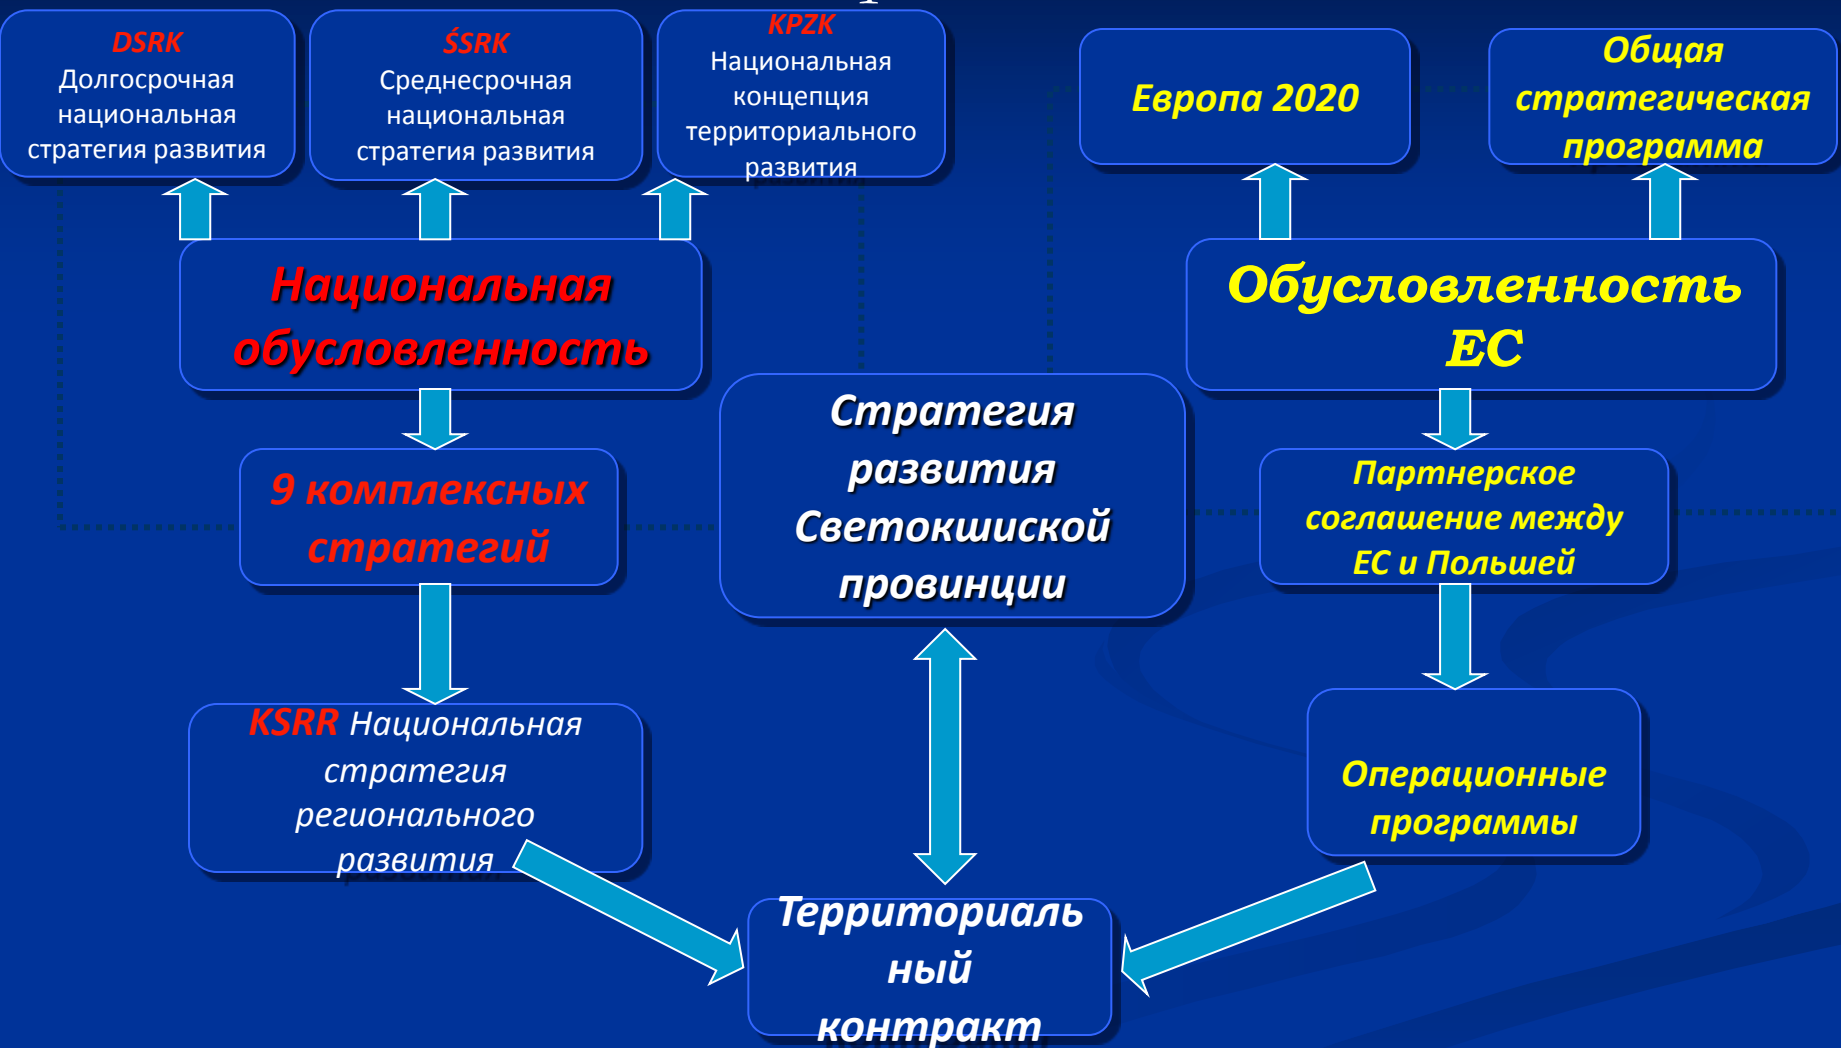 DSRK
Долгосрочная
национальная
стратегия развития
ŚSRK
Среднесрочная
национальная
стратегия развития
KPZK
Национальная
концепция
территориального
развития
Европа 2020
Общая
стратегическая
программа
Национальная
обусловленность
Обусловленность
ЕС
9 комплексных
стратегий
Стратегия
развития
Светокшиской
провинции
Партнерское
соглашение между
ЕС и Польшей
KSRR Национальная
стратегия
регионального
развития
Операционные
программы
Территориаль
ный
контракт